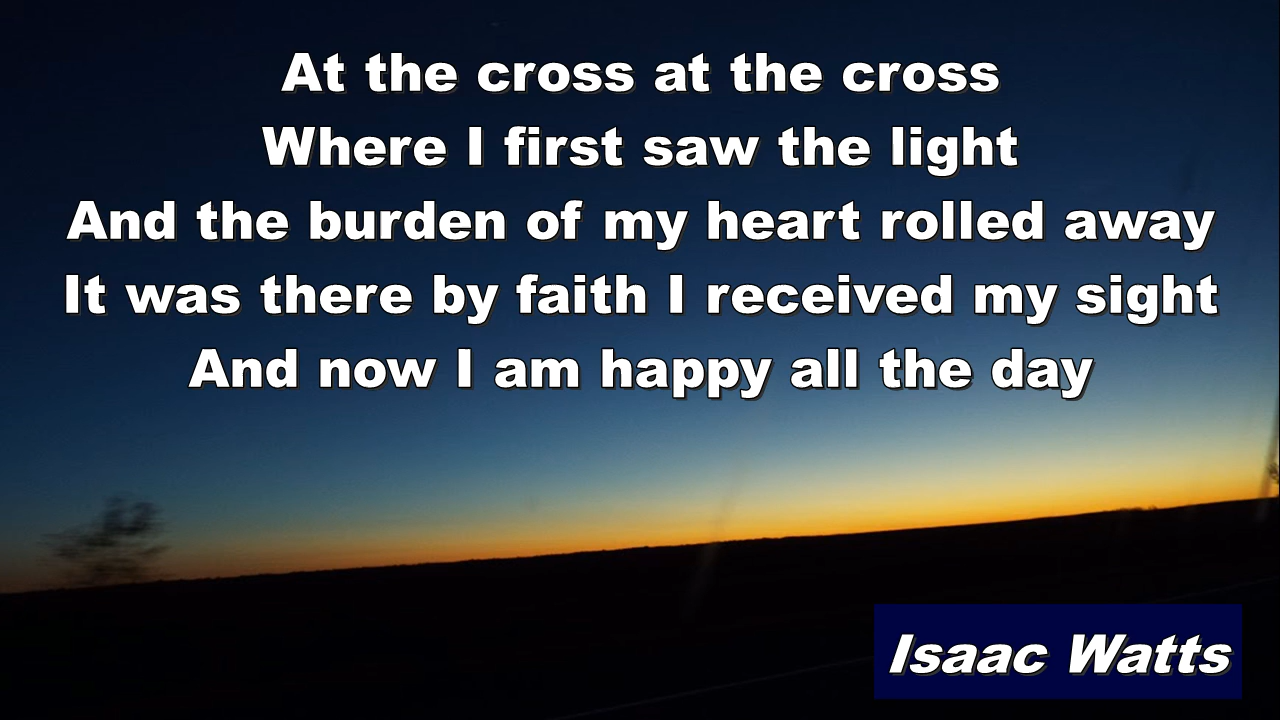 At the cross at the cross
Where I first saw the light
And the burden of my heart rolled away
It was there by faith I received my sight
And now I am happy all the day
Isaac Watts